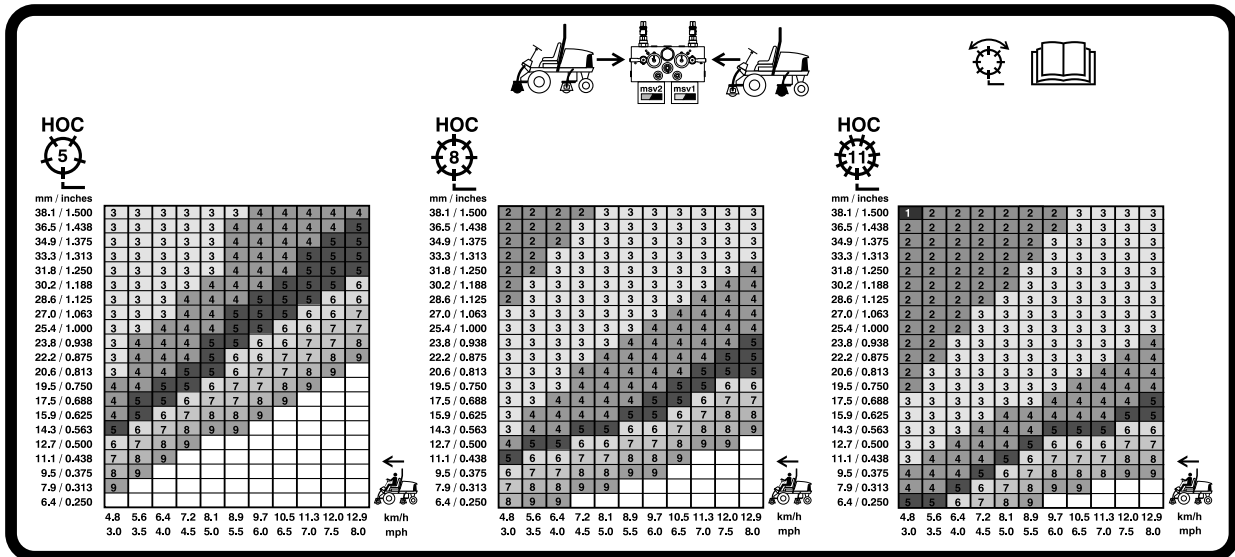 msv2 msv1
HOC
5
mm / inches
38.1 / 1.500 3 3 3 3 3 3 4 4 4 4 4
36.5 / 1.438 3 3 3 3 3 4 4 4 4 4 5
34.9 / 1.375 3 3 3 3 3 4 4 4 4 5 5
33.3 / 1.313 3 3 3 3 3 4 4 4 5 5 5
31.8 / 1.250 3 3 3 3 3 4 4 4 5 5 5
30.2 / 1.188 3 3 3 3 4 4 4 5 5 5 6
28.6 / 1.125 3 3 3 4 4 4 5 5 5 6 6
27.0 / 1.063 3 3 3 4 4 5 5 5 6 6 7
25.4 / 1.000 3 3 4 4 4 5 5 6 6 7 7
23.8 / 0.938 3 4 4 4 5 5 6 6 7 7 8
22.2 / 0.875 3 4 4 4 5 6 6 7 7 8 9
20.6 / 0.813 3 4 4 5 5 6 7 7 8 9
19.5 / 0.750 4 4 5 5 6 7 7 8 9
17.5 / 0.688 4 5 5 6 7 7 8 9
15.9 / 0.625 4 5 6 7 8 8 9
14.3 / 0.563 5 6 7 8 9 9
12.7 / 0.500 6 7 8 9
11.1 / 0.438 7 8 9
9.5 / 0.375 8 9
7.9 / 0.313 9
6.4 / 0.250
4.8 5.6 6.4 7.2 8.1 8.9 9.7 10.5 11.3 12.0 12.9 km/h
3.0 3.5 4.0 4.5 5.0 5.5 6.0 6.5 7.0 7.5 8.0 mph
HOC
8
mm / inches
38.1 / 1.500 2 2 2 2 3 3 3 3 3 3 3
36.5 / 1.438 2 2 2 3 3 3 3 3 3 3 3
34.9 / 1.375 2 2 2 3 3 3 3 3 3 3 3
33.3 / 1.313 2 2 3 3 3 3 3 3 3 3 3
31.8 / 1.250 2 2 3 3 3 3 3 3 3 3 4
30.2 / 1.188 2 3 3 3 3 3 3 3 3 4 4
28.6 / 1.125 2 3 3 3 3 3 3 3 4 4 4
27.0 / 1.063 3 3 3 3 3 3 3 4 4 4 4
25.4 / 1.000 3 3 3 3 3 3 4 4 4 4 4
23.8 / 0.938 3 3 3 3 3 4 4 4 4 4 5
22.2 / 0.875 3 3 3 3 4 4 4 4 4 5 5
20.6 / 0.813 3 3 3 3 4 4 4 4 5 5 5
19.5 / 0.750 3 3 3 4 4 4 4 5 5 6 6
17.5 / 0.688 3 3 3 4 4 4 5 5 6 6 7
15.9 / 0.625 3 4 4 4 4 5 5 6 7 7 8
14.3 / 0.563 3 4 4 5 5 6 6 7 7 8 8
12.7 / 0.500 4 5 5 6 6 7 7 8 9 9
11.1 / 0.438 5 6 7 7 7 8 8 9
9.5 / 0.375 6 7 7 8 8 9 9
7.9 / 0.313 7 7 8 9 9
6.4 / 0.250 8 9 9
4.8 5.6 6.4 7.2 8.1 8.9 9.7 10.5 11.3 12.0 12.9 km/h
3.0 3.5 4.0 4.5 5.0 5.5 6.0 6.5 7.0 7.5 8.0 mph
HOC
11
mm / inches
38.1 / 1.500 1 2 2 2 2 2 2 3 3 3 3
36.5 / 1.438 2 2 2 2 2 2 2 3 3 3 3
34.9 / 1.375 2 2 2 2 2 2 3 3 3 3 3
33.3 / 1.313 2 2 2 2 2 2 3 3 3 3 3
31.8 / 1.250 2 2 2 2 2 3 3 3 3 3 3
30.2 / 1.188 2 2 2 2 2 3 3 3 3 3 3
28.6 / 1.125 2 2 2 2 3 3 3 3 3 3 3
27.0 / 1.063 2 2 2 3 3 3 3 3 3 3 3
25.4 / 1.000 2 2 2 3 3 3 3 3 3 3 3
23.8 / 0.938 2 2 3 3 3 3 3 3 3 3 4
22.2 / 0.875 2 2 3 3 3 3 3 3 3 4 4
20.6 / 0.813 2 3 3 3 3 3 3 3 3 4 4
19.5 / 0.750 2 3 3 3 3 3 3 4 4 4 4
17.5 / 0.688 3 3 3 3 3 3 4 4 4 4 5
15.9 / 0.625 3 3 3 3 4 4 4 4 4 5 5
14.3 / 0.563 3 3 3 4 4 4 5 5 5 6 6
12.7 / 0.500 3 3 4 4 4 5 6 6 6 7 7
11.1 / 0.438 3 4 4 4 5 6 6 7 8 8 8
9.5 / 0.375 4 4 4 5 6 7 7 8 8 9 9
7.9 / 0.313 4 4 5 6 7 8 9 9
6.4 / 0.250 5 5 6 7 8 9
4.8 5.6 6.4 7.2 8.1 8.9 9.7 10.5 11.3 12.0 12.9 km/h
3.0 3.5 4.0 4.5 5.0 5.5 6.0 6.5 7.0 7.5 8.0 mph